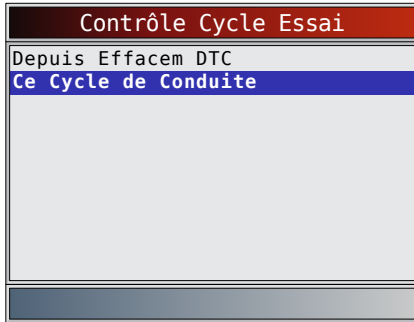 Contrôle Cycle Essai
Depuis Effacem DTC
Ce Cycle de Conduite